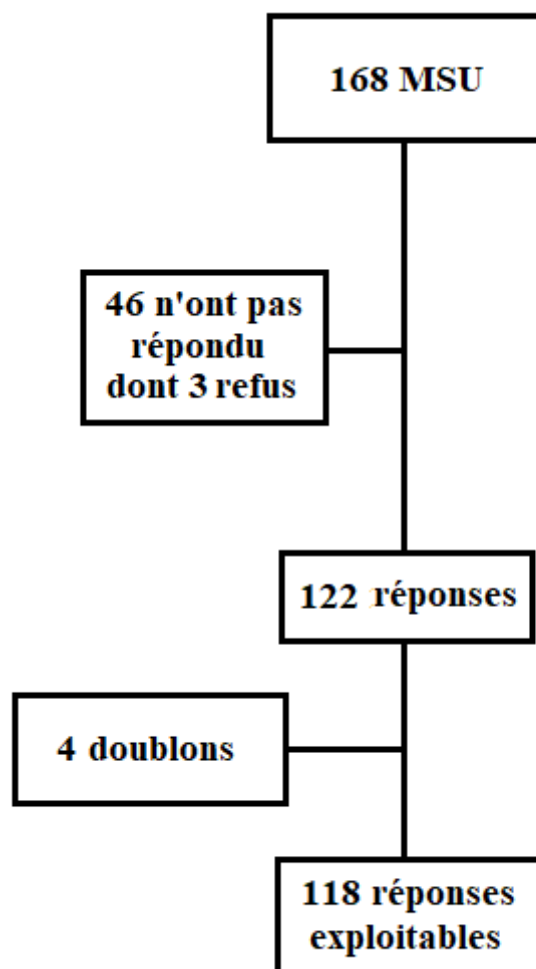 168 MSU
46 n'ont pas
répondu
dont 3 refus
122 réponses
4 doublons
118 réponses
exploitables